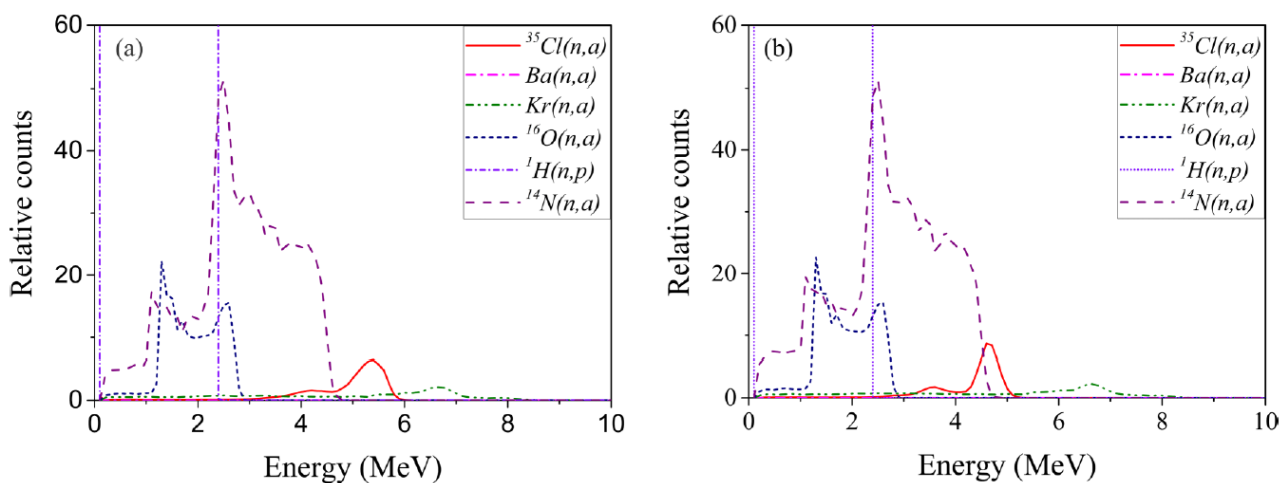 (a)
60
40
20
0
Relative counts
0 2 4 6 8 10
Energy (MeV)
³⁵Cl(n,a)
Ba(n,a)
Kr(n,a)
¹⁶O(n,a)
¹H(n,p)
¹⁴N(n,a)
(b)
60
40
20
0
Relative counts
0 2 4 6 8 10
Energy (MeV)
³⁵Cl(n,a)
Ba(n,a)
Kr(n,a)
¹⁶O(n,a)
¹H(n,p)
¹⁴N(n,a)